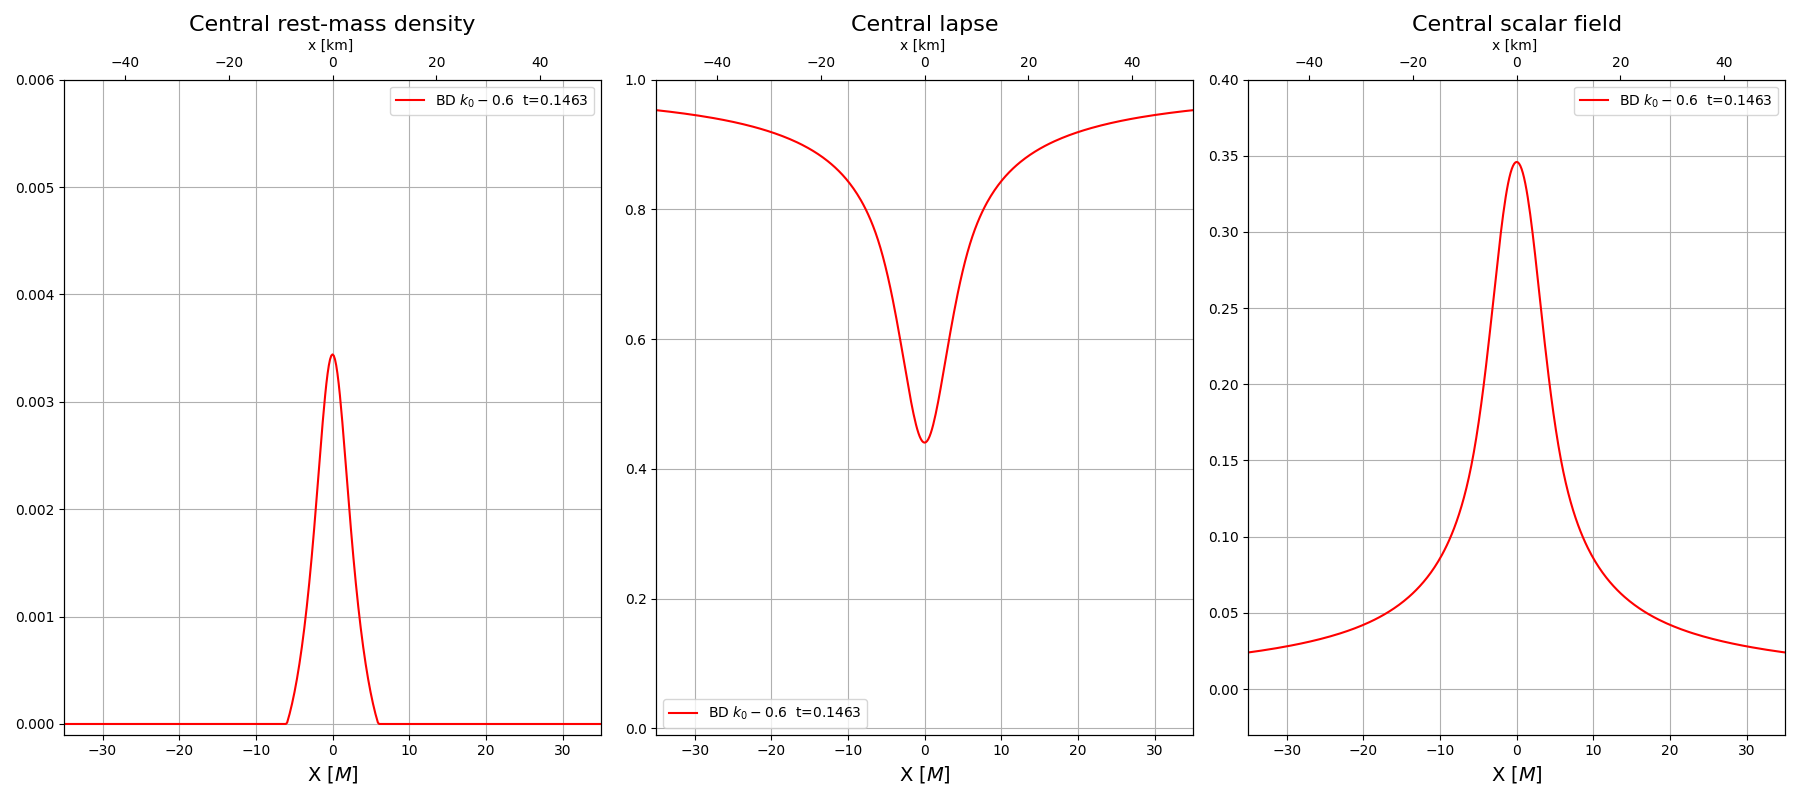 Central rest-mass density
x [km]
−40 −20 0 20 40
0.006
0.005
0.004
0.003
0.002
0.001
0.000
BD k₀ − 0.6 t=0.1463
−30 −20 −10 0 10 20 30
X [M]
Central lapse
x [km]
−40 −20 0 20 40
1.0
0.8
0.6
0.4
0.2
0.0
BD k₀ − 0.6 t=0.1463
−30 −20 −10 0 10 20 30
X [M]
Central scalar field
x [km]
−40 −20 0 20 40
0.40
0.35
0.30
0.25
0.20
0.15
0.10
0.05
0.00
BD k₀ − 0.6 t=0.1463
−30 −20 −10 0 10 20 30
X [M]